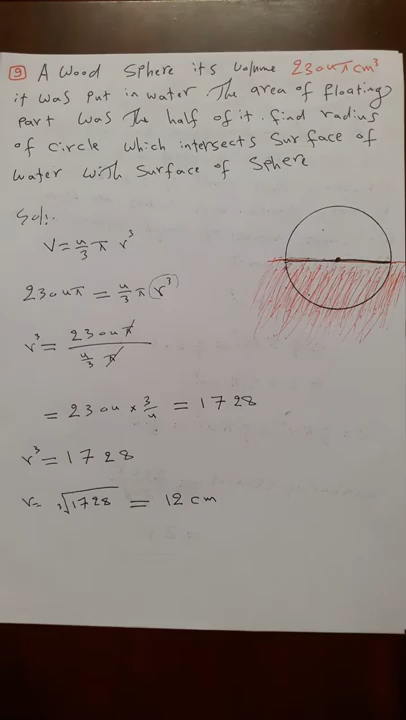 9 A wood sphere its volume 2304π cm³
it was put in water. The area of floating
part was the half of it. find radius
of circle which intersects surface of
water with surface of sphere
Sol:
V = 4/3 π r³
2304π = 4/3 π r³
r³ = 2304π / 4/3 π
= 2304 × 3/4 = 1728
r³ = 1728
r = ³√1728 = 12 cm